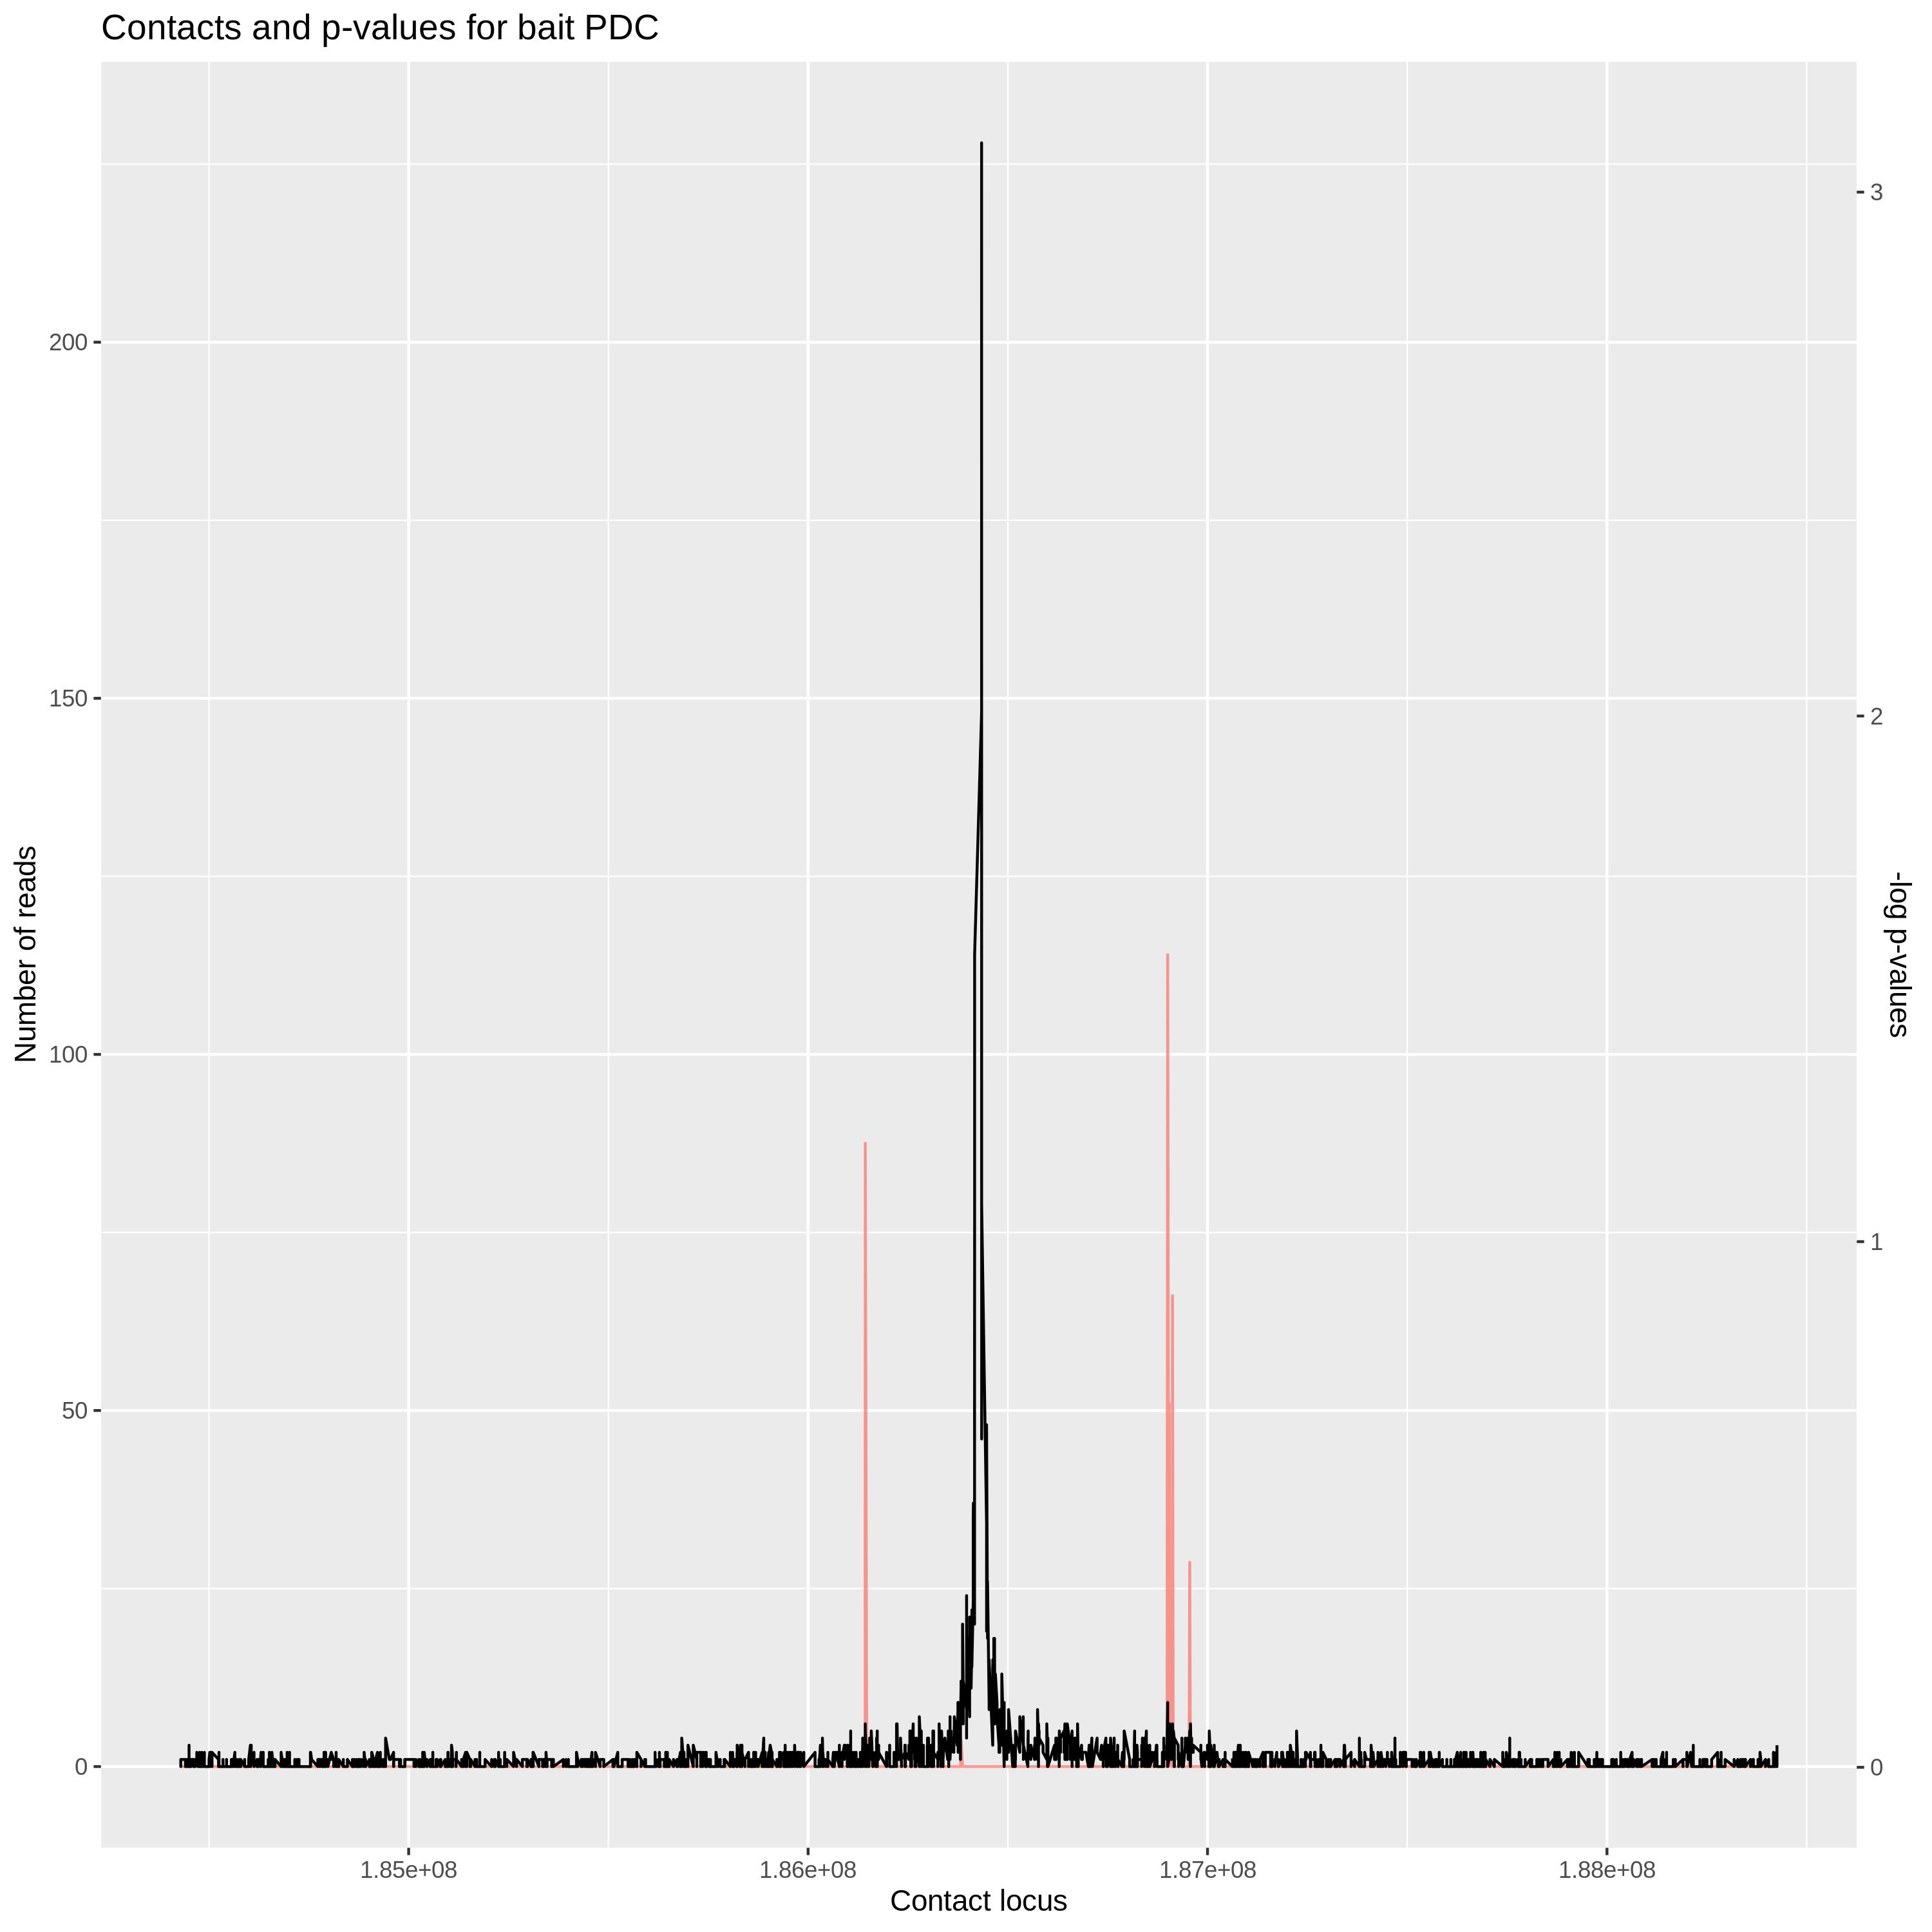 Contacts and p-values for bait PDC
Number of reads
200
150
100
50
0
3
2
1
0
-log p-values
1.85e+08
1.86e+08
1.87e+08
1.88e+08
Contact locus